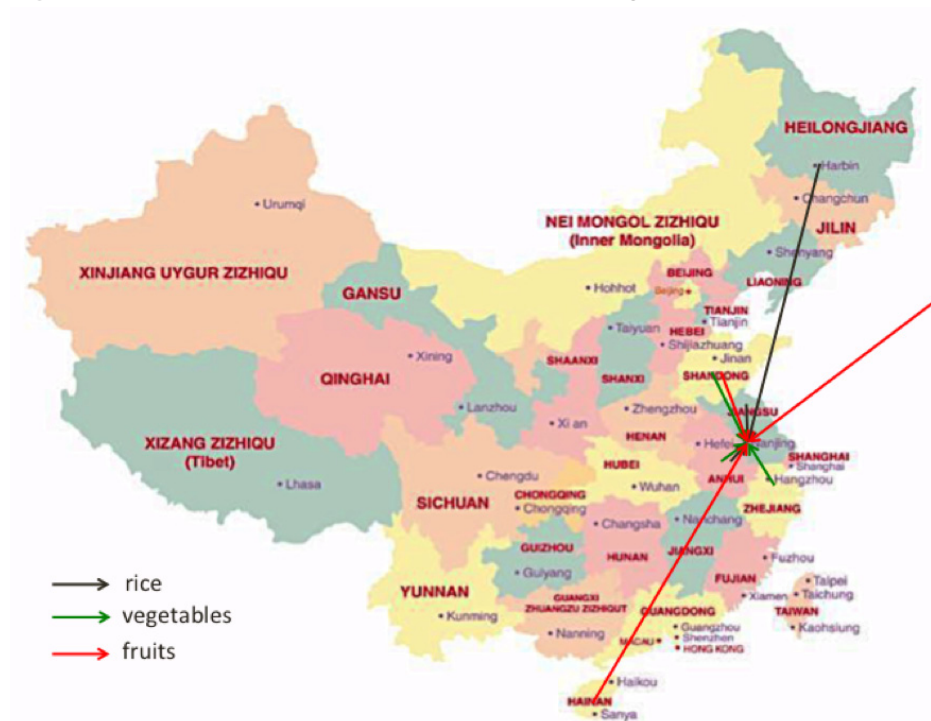 HEILONGJIANG
Harbin
Changchun
JILIN
Urumqi
NEI MONGOL ZIZHIQU
(Inner Mongolia)
Shenyang
LIAONING
XINJIANG UYGUR ZIZHIQU
GANSU
Hohhot
BEIJING
Beijing
TIANJIN
Tianjin
Taiyuan
HEBEI
Shijiazhuang
Xining
SHAANXI
Jinan
QINGHAI
SHANXI
SHANDONG
Lanzhou
Zhengzhou
JIANGSU
Xi an
XIZANG ZIZHIQU
(Tibet)
HENAN
Hefei
Nanjing
SHANGHAI
Shanghai
HUBEI
Chengdu
ANHUI
Hangzhou
Lhasa
SICHUAN
CHONGQING
Wuhan
Chongqing
ZHEJIANG
Changsha
Nanchang
GUIZHOU
HUNAN
JIANGXI
Guiyang
Fuzhou
rice
YUNNAN
FUJIAN
Taipei
GUANGXI
ZHUANGZU ZIZHIQUT
Xiamen
Taichung
vegetables
Kunming
GUANGDONG
TAIWAN
Guangzhou
Kaohsiung
Nanning
MACAU
Shenzhen
HONG KONG
fruits
Haikou
HAINAN
Sanya